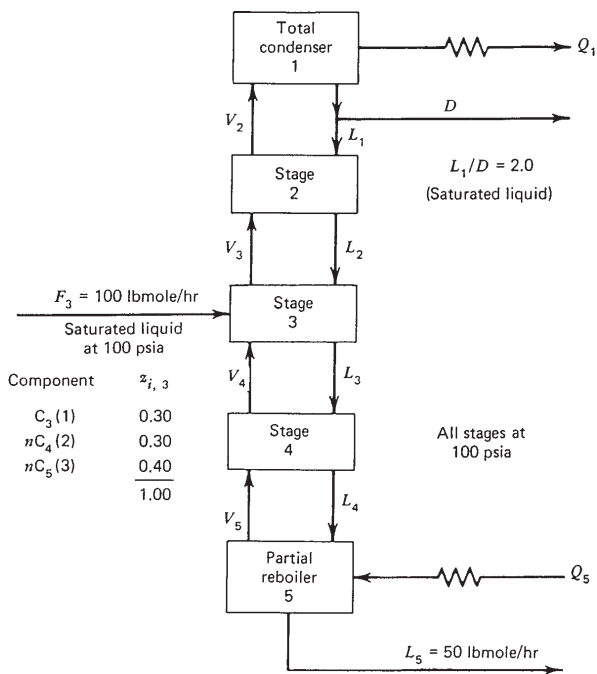 Total
condenser
1
Q₁
D
V₂
L₁
L₁/D = 2.0
(Saturated liquid)
Stage
2
V₃
L₂
F₃ = 100 lbmole/hr
Saturated liquid
at 100 psia
Stage
3
Component z_{i, 3}
C₃(1) 0.30
nC₄(2) 0.30
nC₅(3) 0.40
1.00
V₄
L₃
Stage
4
All stages at
100 psia
V₅
L₄
Partial
reboiler
5
Q₅
L₅ = 50 lbmole/hr